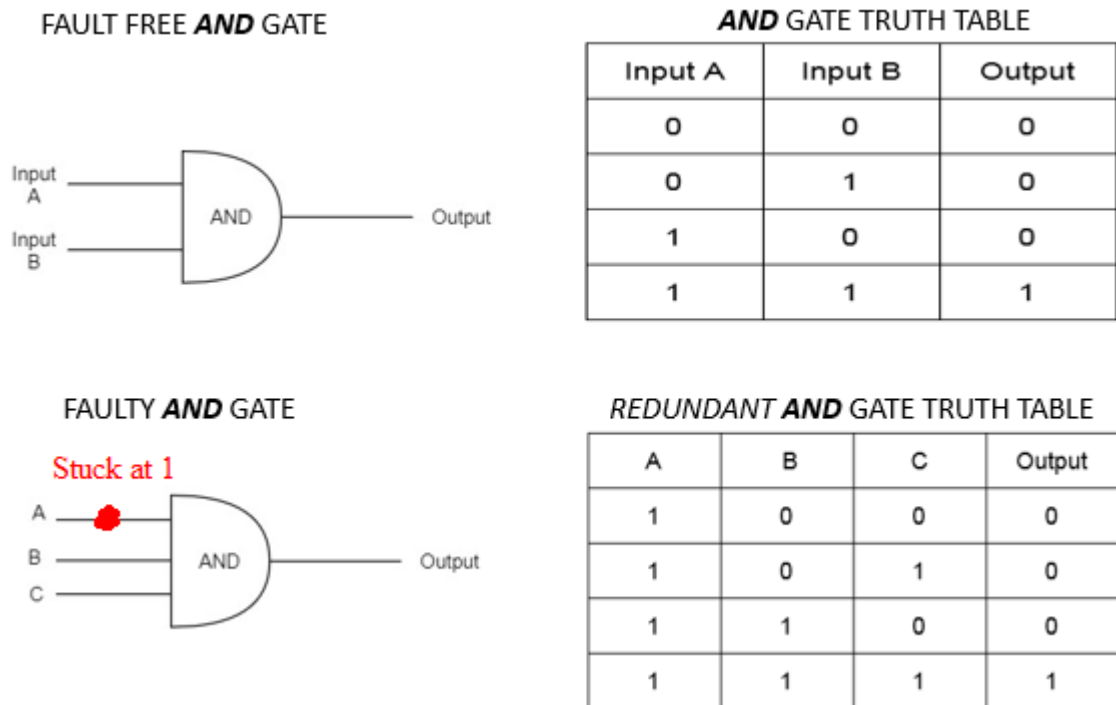 FAULT FREE AND GATE
Input
A
Input
B
AND
Output
AND GATE TRUTH TABLE
Input A Input B Output
0 0 0
0 1 0
1 0 0
1 1 1
FAULTY AND GATE
Stuck at 1
A
B
C
AND
Output
REDUNDANT AND GATE TRUTH TABLE
A B C Output
1 0 0 0
1 0 1 0
1 1 0 0
1 1 1 1